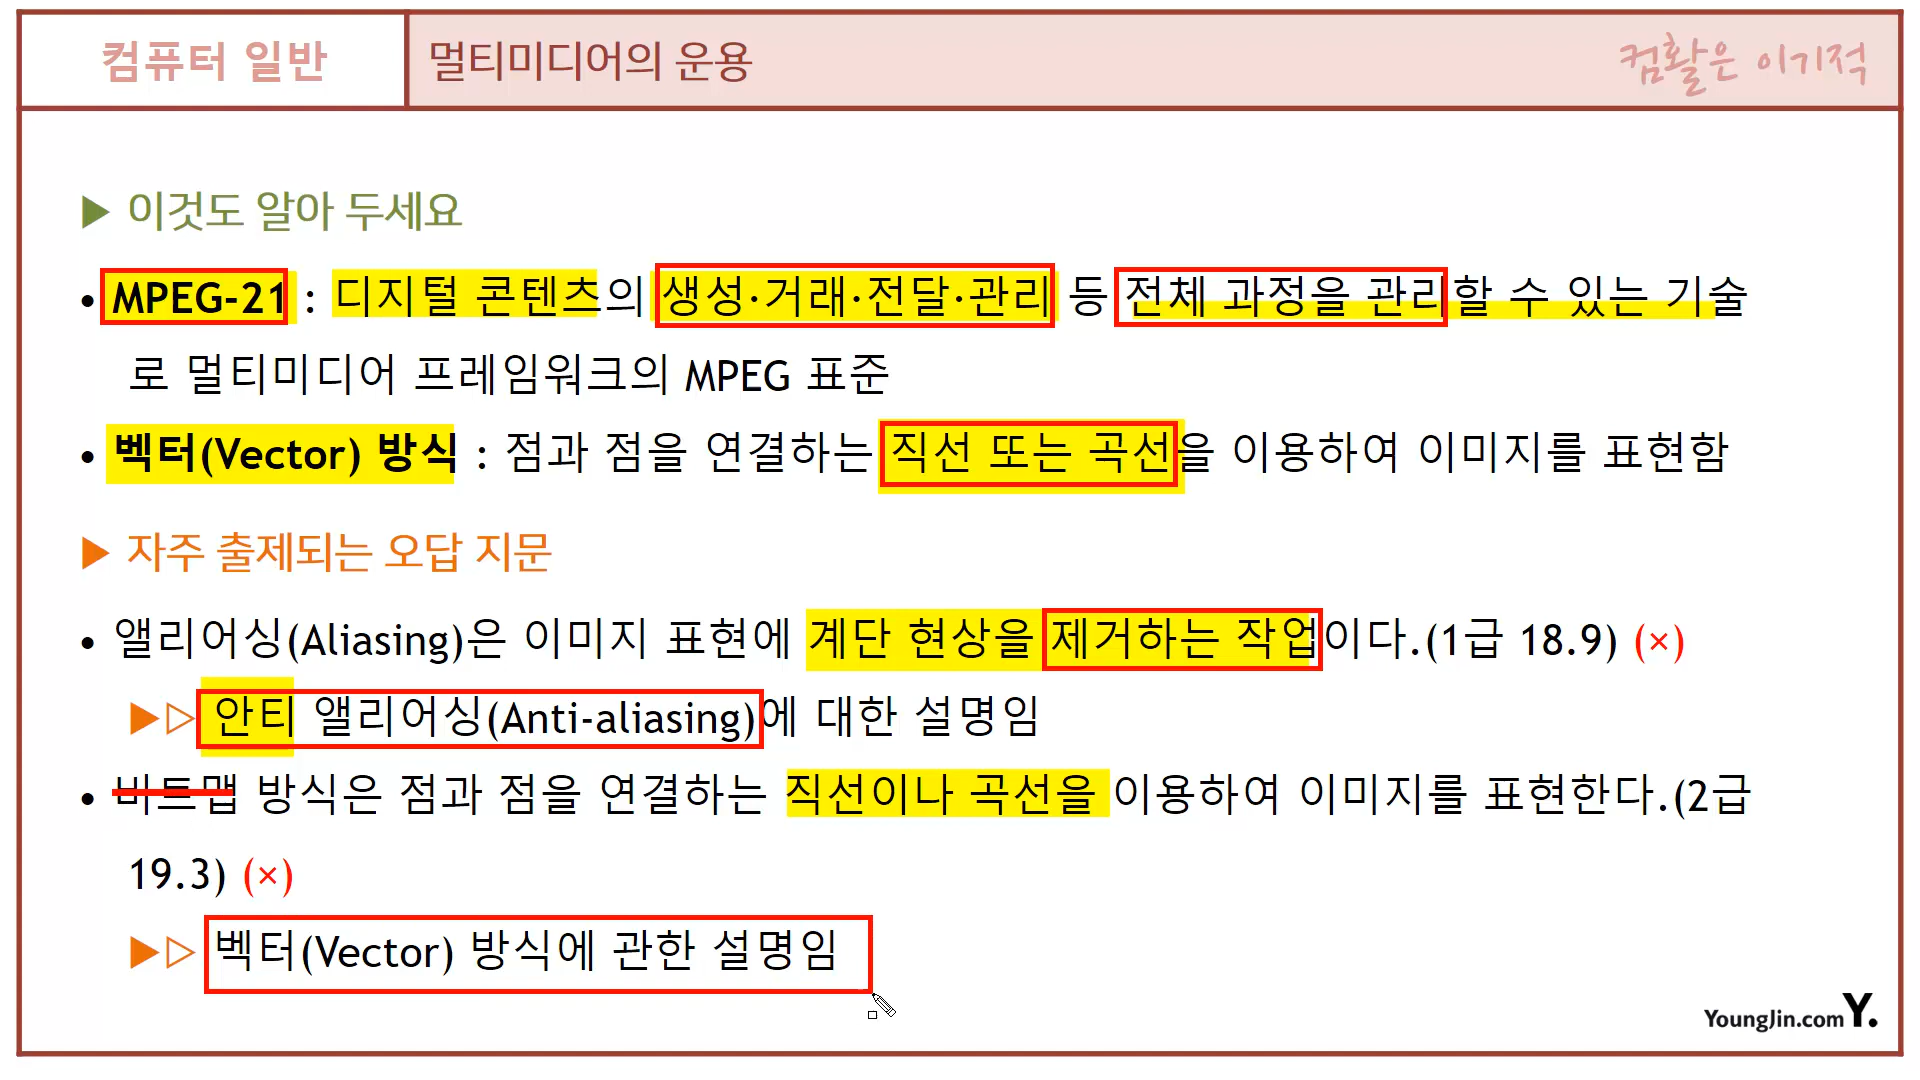 컴퓨터 일반
멀티미디어의 운용
컴활은 이기적
▶ 이것도 알아 두세요
• MPEG-21 : 디지털 콘텐츠의 생성·거래·전달·관리 등 전체 과정을 관리할 수 있는 기술
로 멀티미디어 프레임워크의 MPEG 표준
• 벡터(Vector) 방식 : 점과 점을 연결하는 직선 또는 곡선을 이용하여 이미지를 표현함
▶ 자주 출제되는 오답 지문
• 앨리어싱(Aliasing)은 이미지 표현에 계단 현상을 제거하는 작업이다.(1급 18.9) (×)
▶▷ 안티 앨리어싱(Anti-aliasing)에 대한 설명임
• 비트맵 방식은 점과 점을 연결하는 직선이나 곡선을 이용하여 이미지를 표현한다.(2급
19.3) (×)
▶▷ 벡터(Vector) 방식에 관한 설명임
YoungJin.com Y.